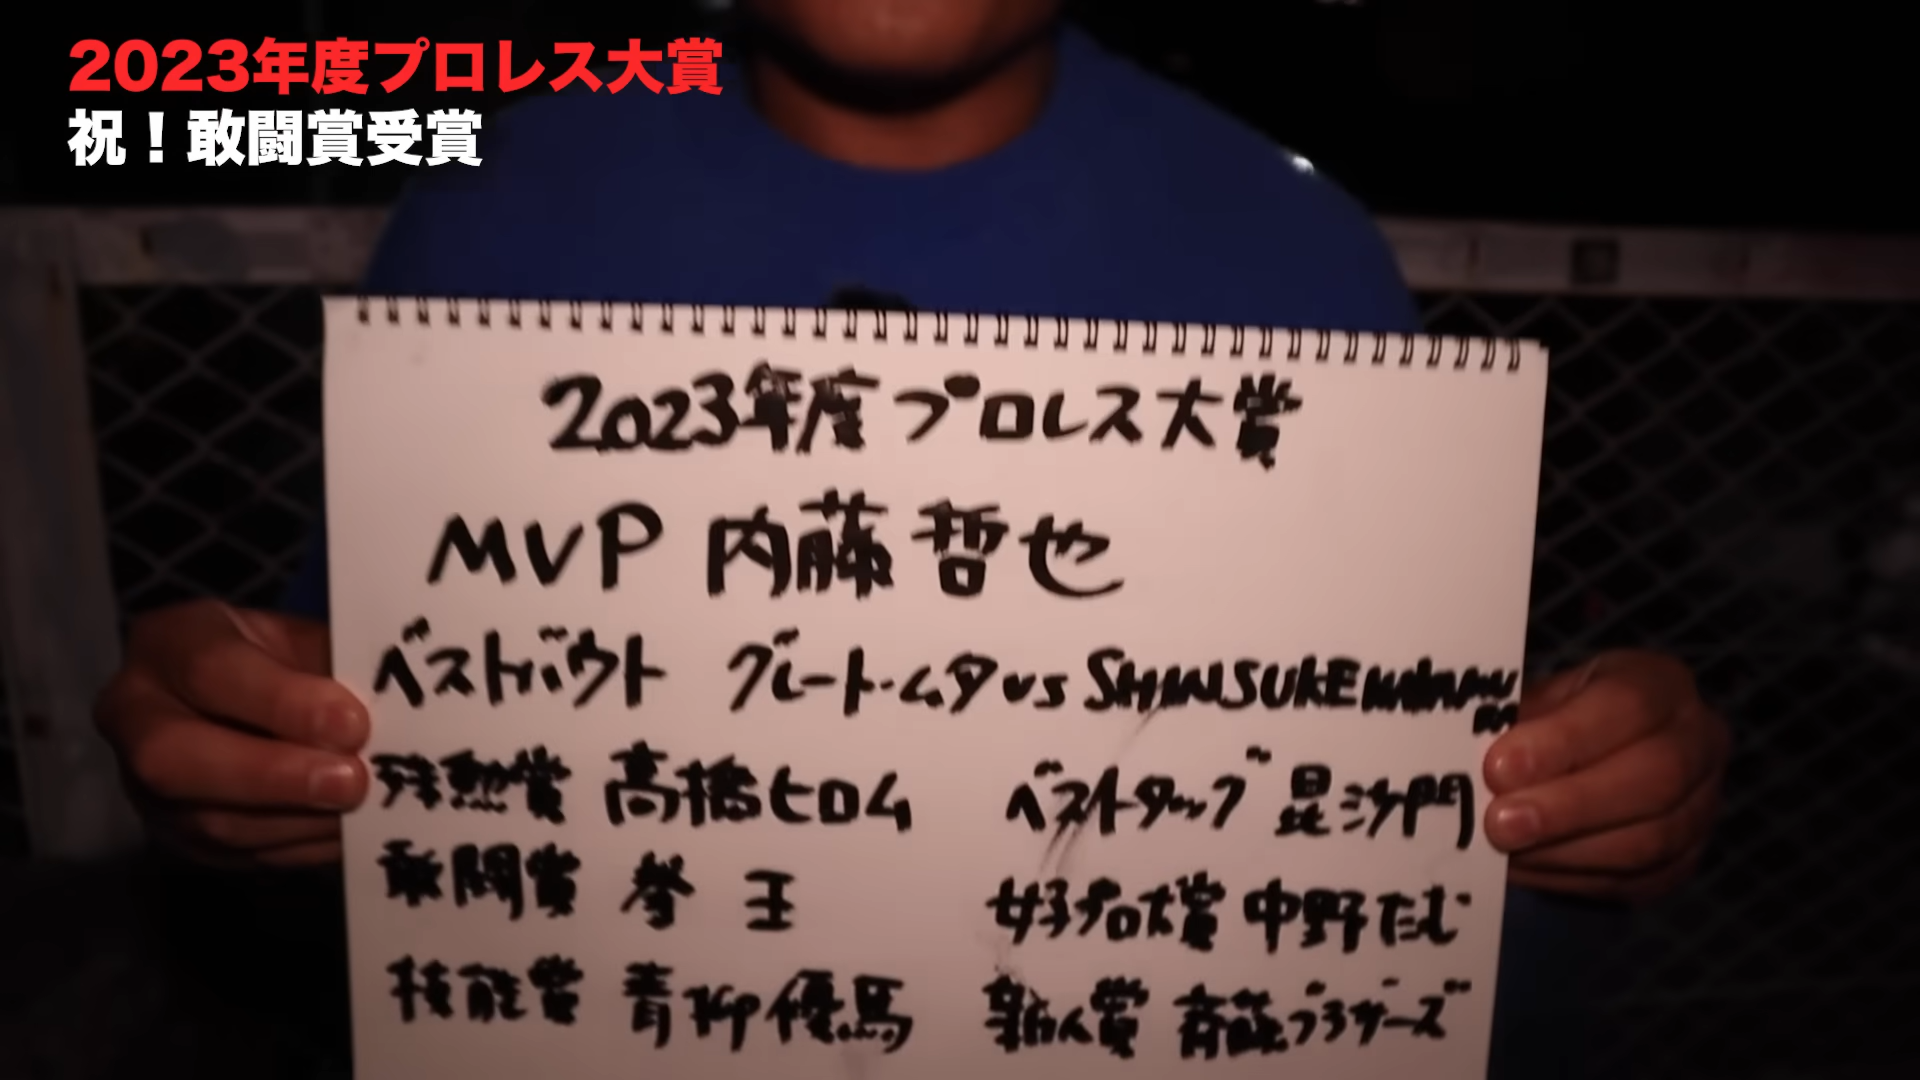 2023年度プロレス大賞
祝！敢闘賞受賞
2023年度プロレス大賞
MVP 内藤哲也
ベストバウト グレート・ムタ vs SHINSUKE
殊勲賞 高橋ヒロム ベストタッグ 毘沙門
敢闘賞 拳王 女子プロ大賞 中野たむ
技能賞 青柳優馬 新人賞 斉藤ブラザーズ